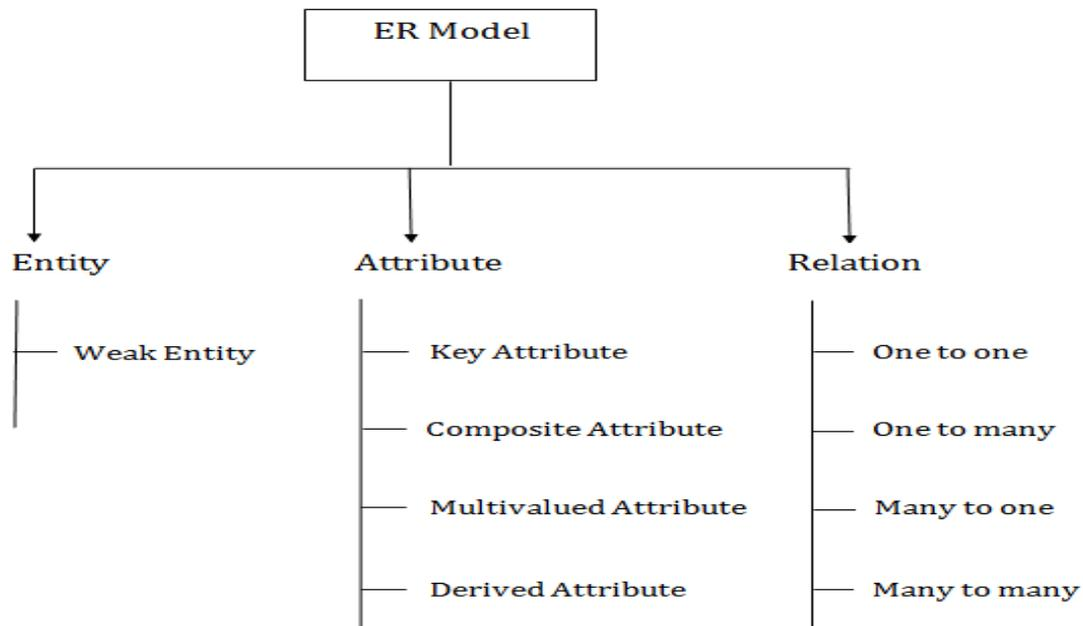 ER Model
Entity
Attribute
Relation
Weak Entity
Key Attribute
One to one
Composite Attribute
One to many
Multivalued Attribute
Many to one
Derived Attribute
Many to many